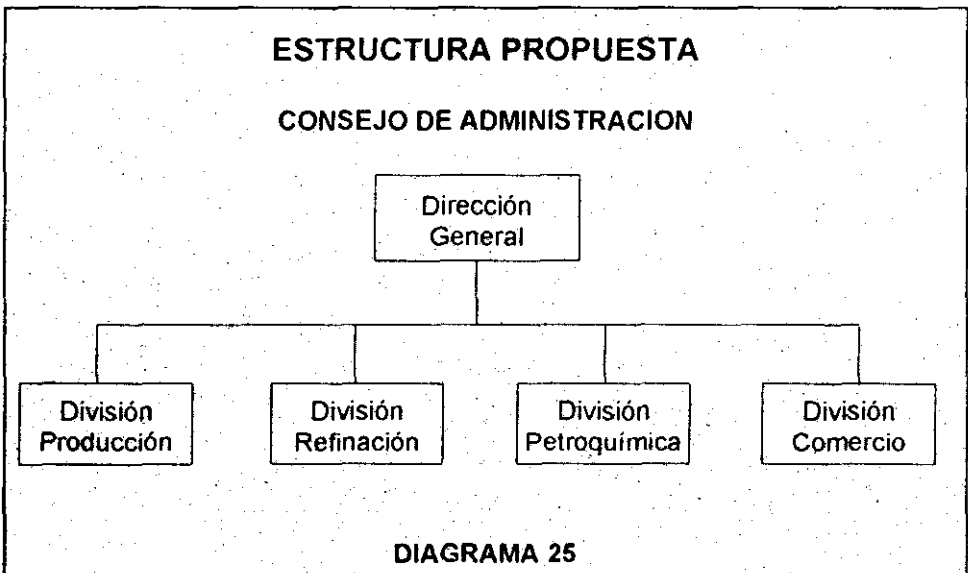 ESTRUCTURA PROPUESTA
CONSEJO DE ADMINISTRACION
Dirección
General
División
Producción
División
Refinación
División
Petroquímica
División
Comercio
DIAGRAMA 25